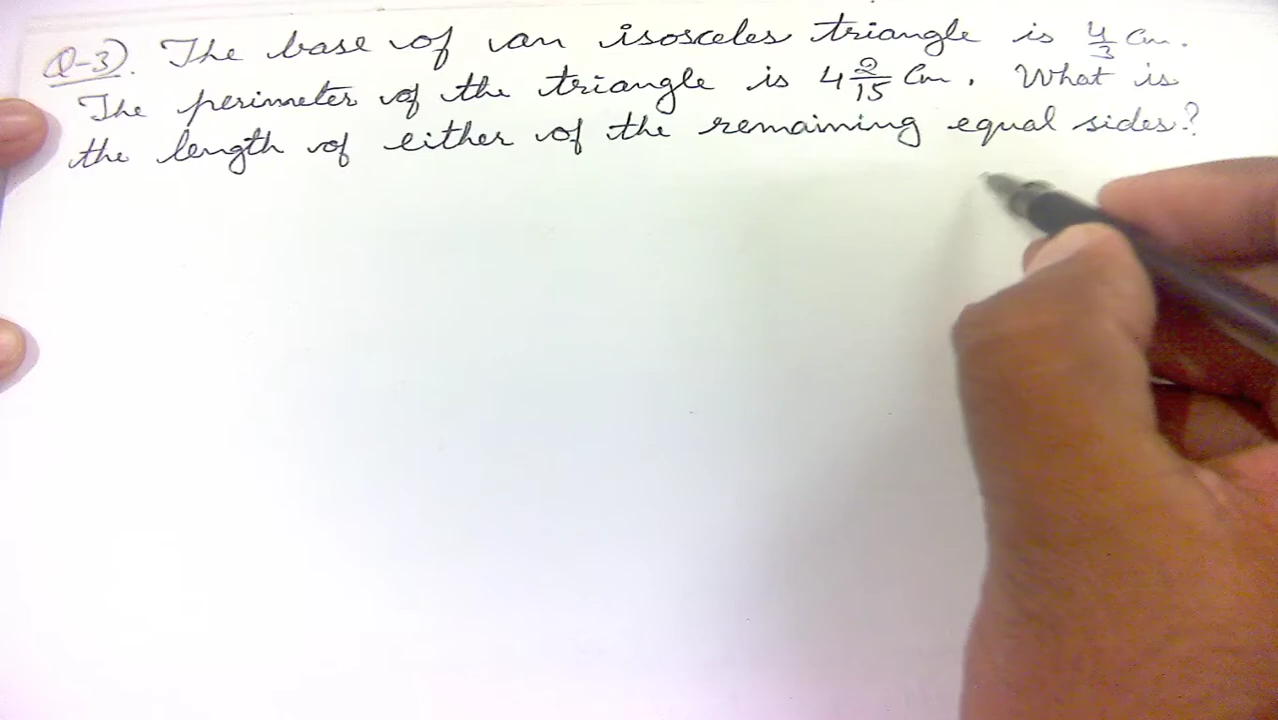 Q-3). The base of an isosceles triangle is 4/3 Cm.
The perimeter of the triangle is 4 2/15 Cm. What is
the length of either of the remaining equal sides?